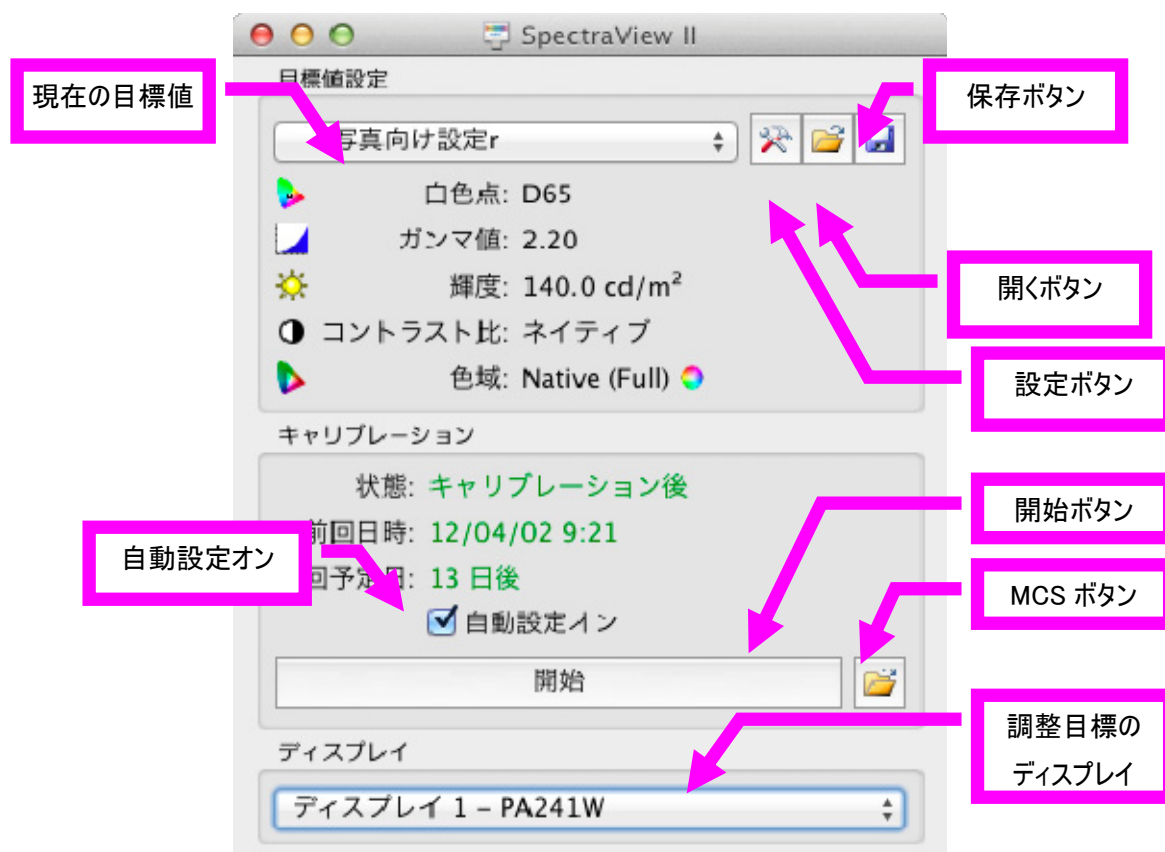 SpectraView II
目標値設定
現在の目標値
保存ボタン
写真向け設定r
白色点: D65
ガンマ値: 2.20
開くボタン
輝度: 140.0 cd/m²
コントラスト比: ネイティブ
設定ボタン
色域: Native (Full)
キャリブレーション
状態: キャリブレーション後
開始ボタン
前回日時: 12/04/02 9:21
自動設定オン
回予定日: 13 日後
MCS ボタン
自動設定イン
開始
調整目標の
ディスプレイ
ディスプレイ
ディスプレイ 1 – PA241W